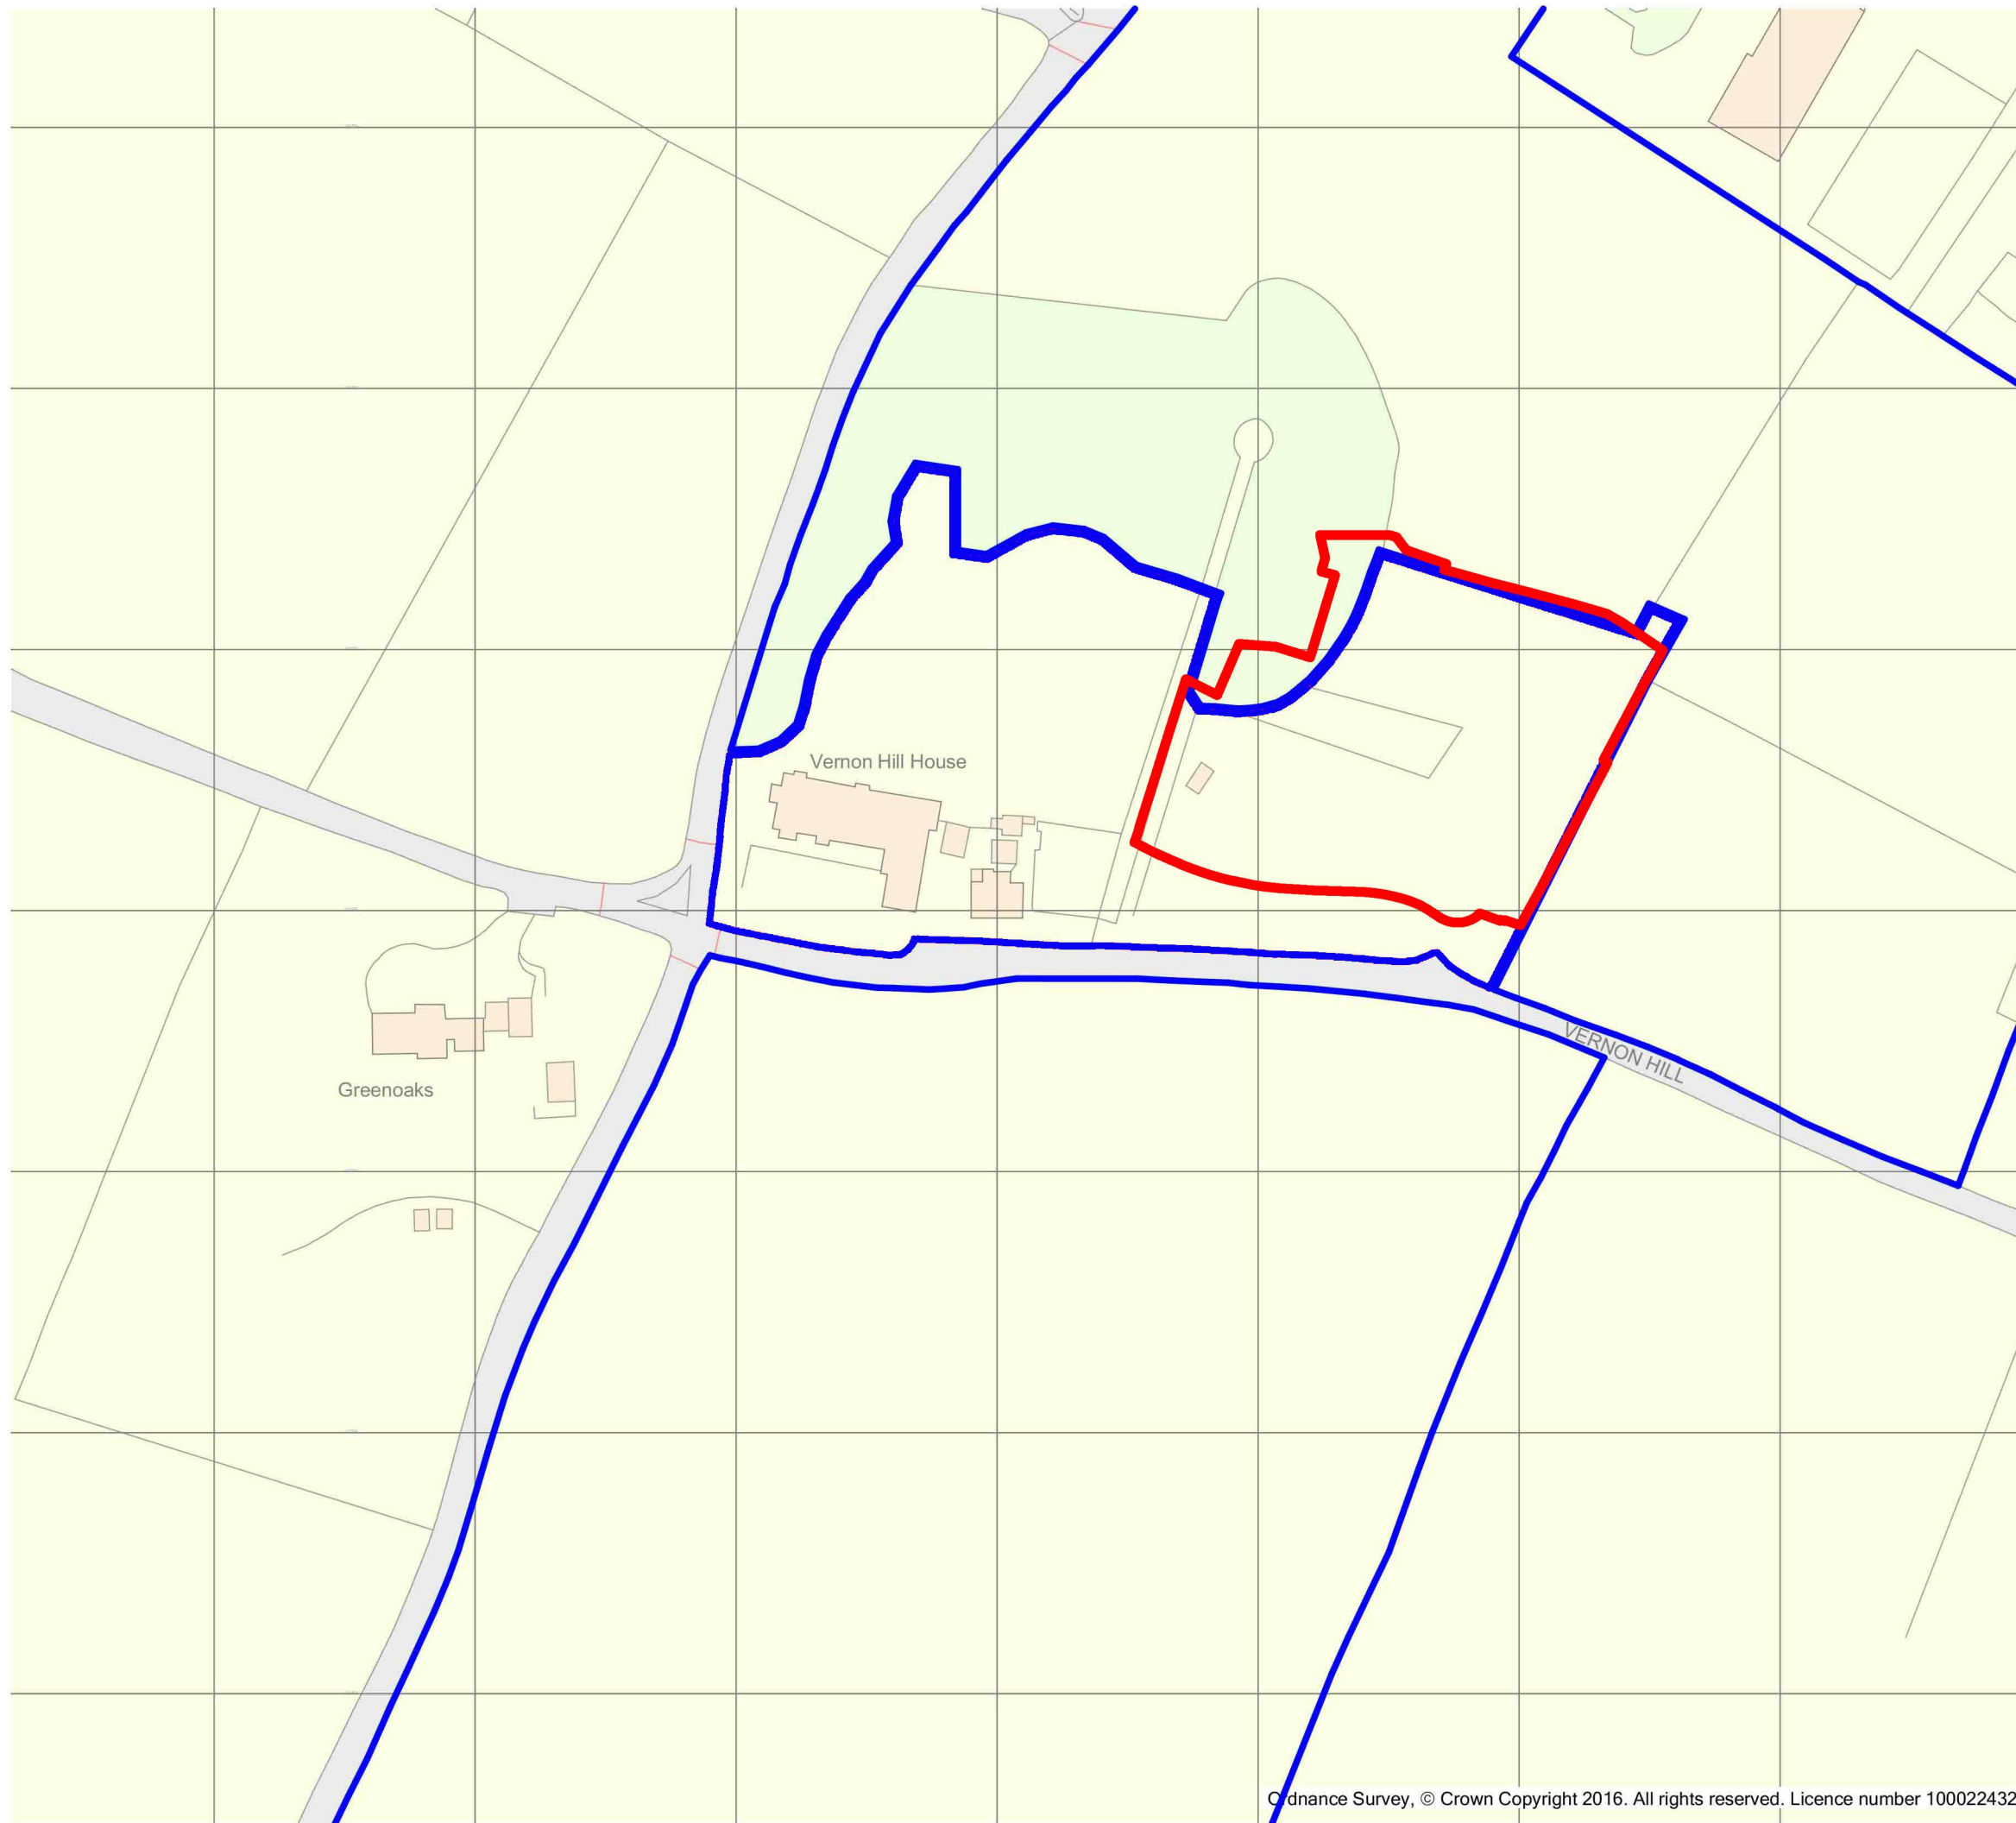 Vernon Hill House
VERNON HILL
Greenoaks
Ordnance Survey, © Crown Copyright 2016. All rights reserved. Licence number 100022432